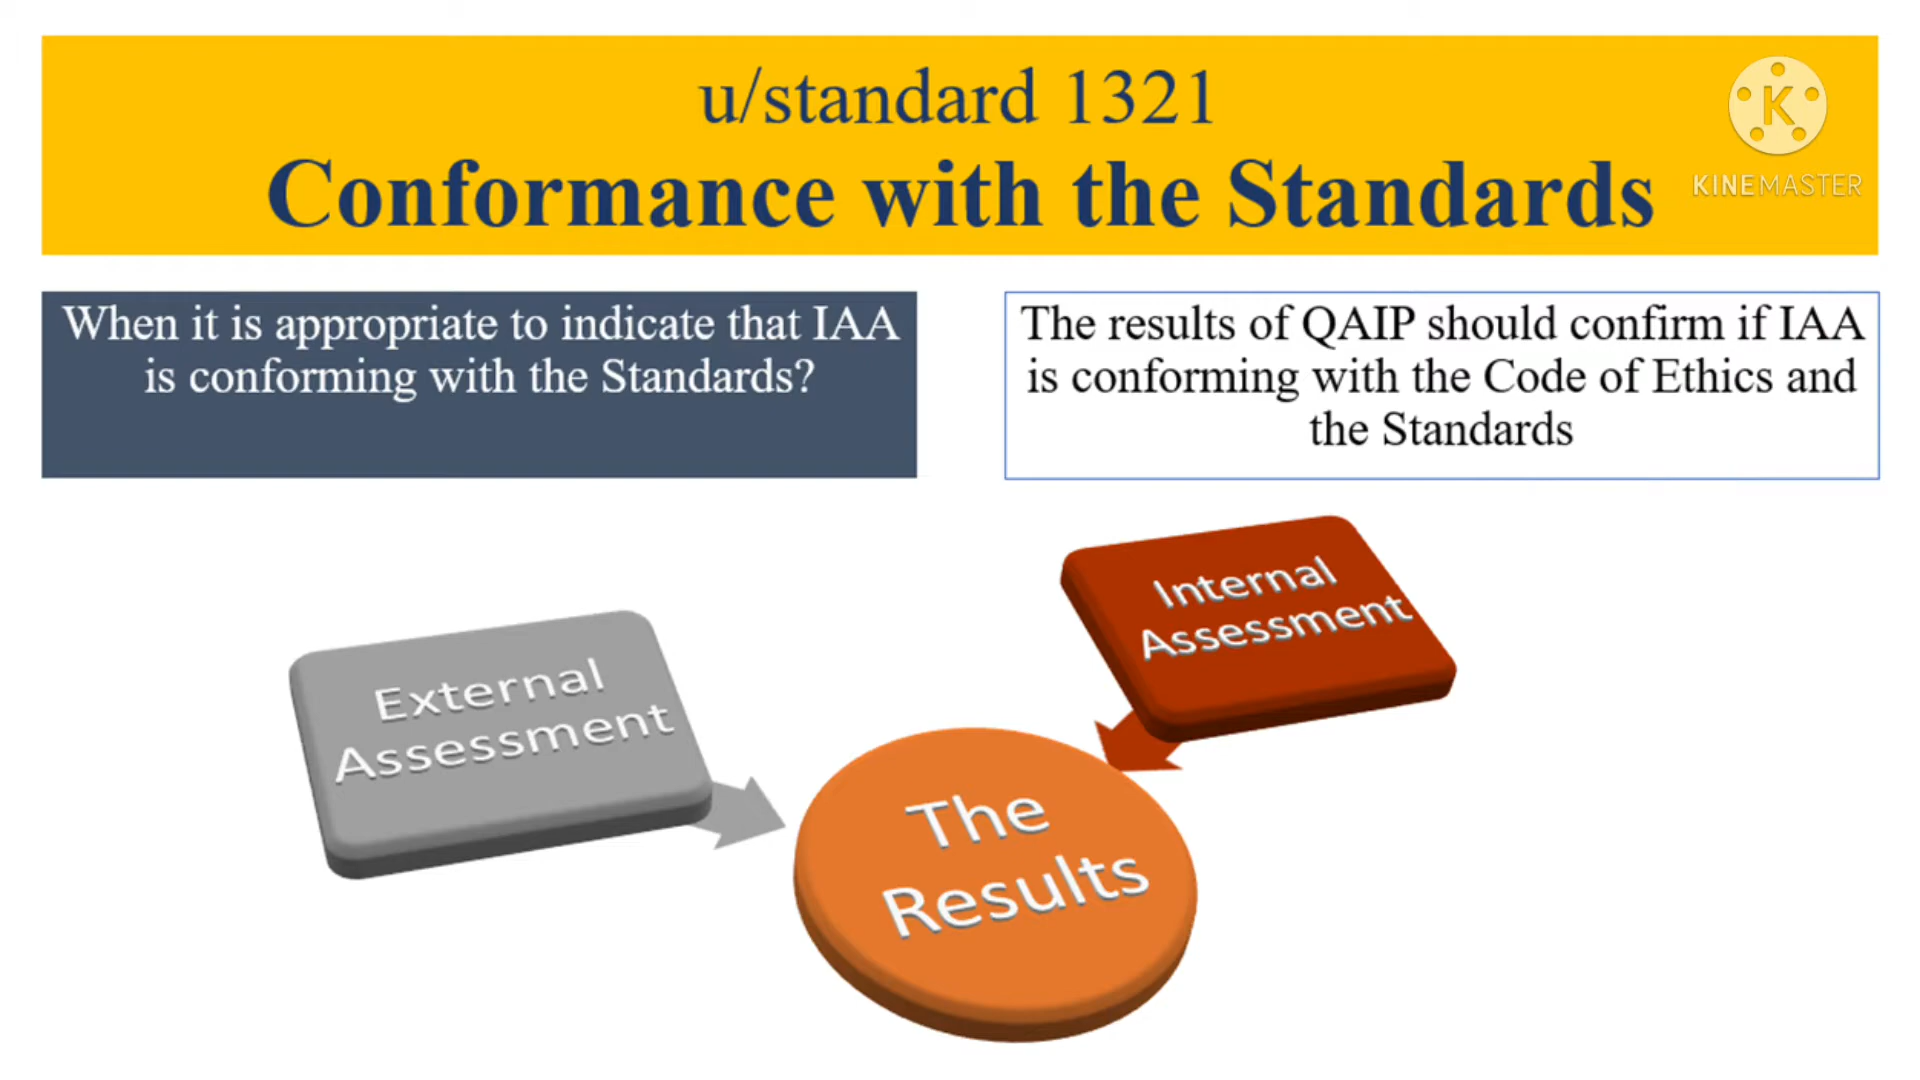 u/standard 1321
Conformance with the Standards
KINEMASTER
When it is appropriate to indicate that IAA
is conforming with the Standards?
The results of QAIP should confirm if IAA
is conforming with the Code of Ethics and
the Standards
Internal
Assessment
External
Assessment
The
Results